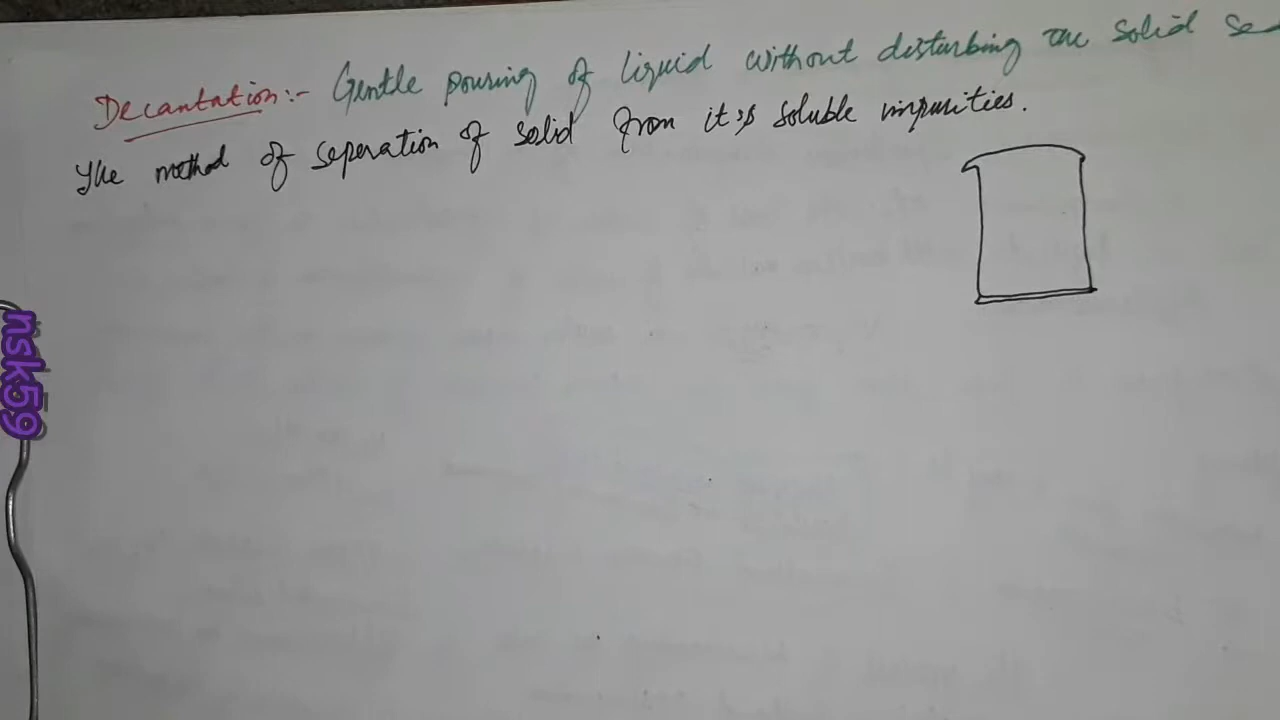 Decantation:- Gentle pouring of liquid without disturbing the solid se
The method of seperation of solid from it;s soluble impurities.
nsk59